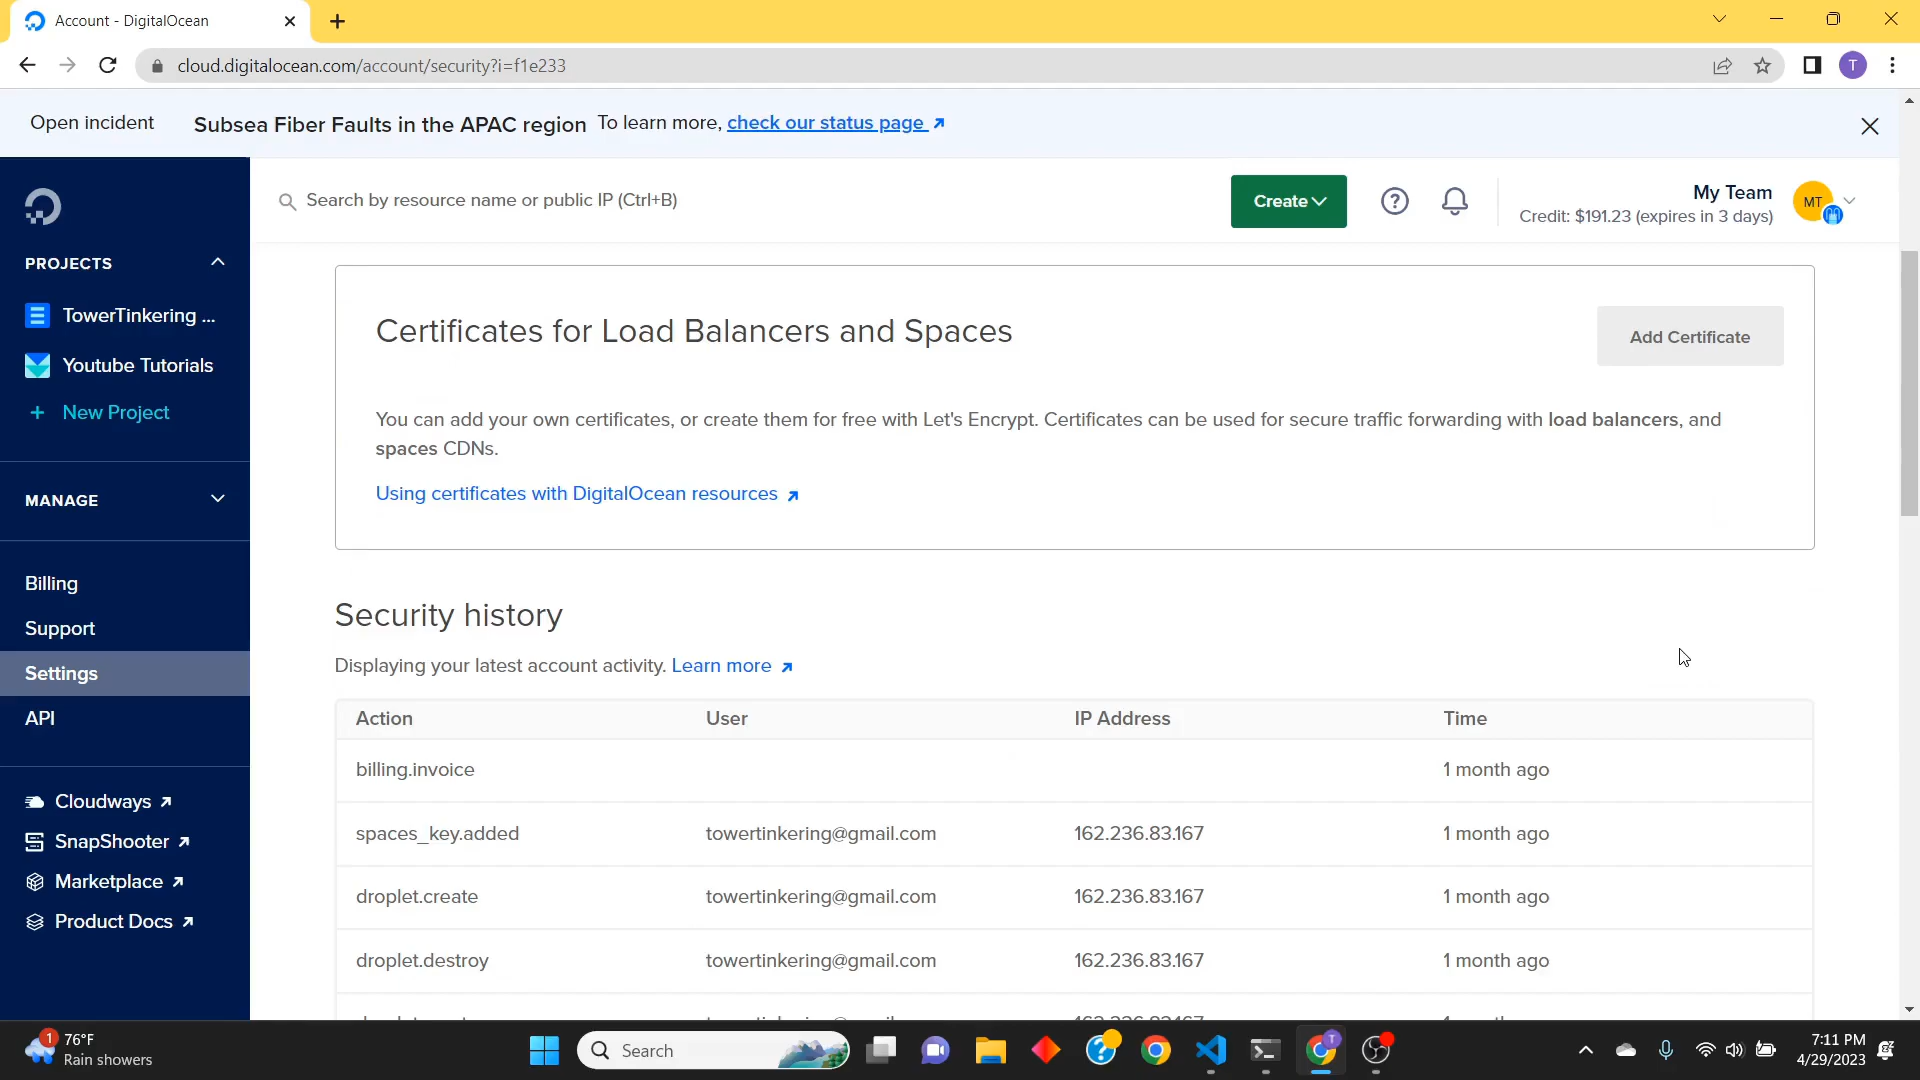 Account - DigitalOcean
cloud.digitalocean.com/account/security?i=f1e233
T
Open incident Subsea Fiber Faults in the APAC region To learn more, check our status page
Search by resource name or public IP (Ctrl+B)
Create
My Team
Credit: $191.23 (expires in 3 days)
MT
PROJECTS
TowerTinkering ...
Youtube Tutorials
+ New Project
MANAGE
Billing
Support
Settings
API
Cloudways
SnapShooter
Marketplace
Product Docs
Certificates for Load Balancers and Spaces
Add Certificate
You can add your own certificates, or create them for free with Let's Encrypt. Certificates can be used for secure traffic forwarding with load balancers, and
spaces CDNs.
Using certificates with DigitalOcean resources
Security history
Displaying your latest account activity. Learn more
Action User IP Address Time
billing.invoice 1 month ago
spaces_key.added towertinkering@gmail.com 162.236.83.167 1 month ago
droplet.create towertinkering@gmail.com 162.236.83.167 1 month ago
droplet.destroy towertinkering@gmail.com 162.236.83.167 1 month ago
1
76°F
Rain showers
Search
T
7:11 PM
4/29/2023